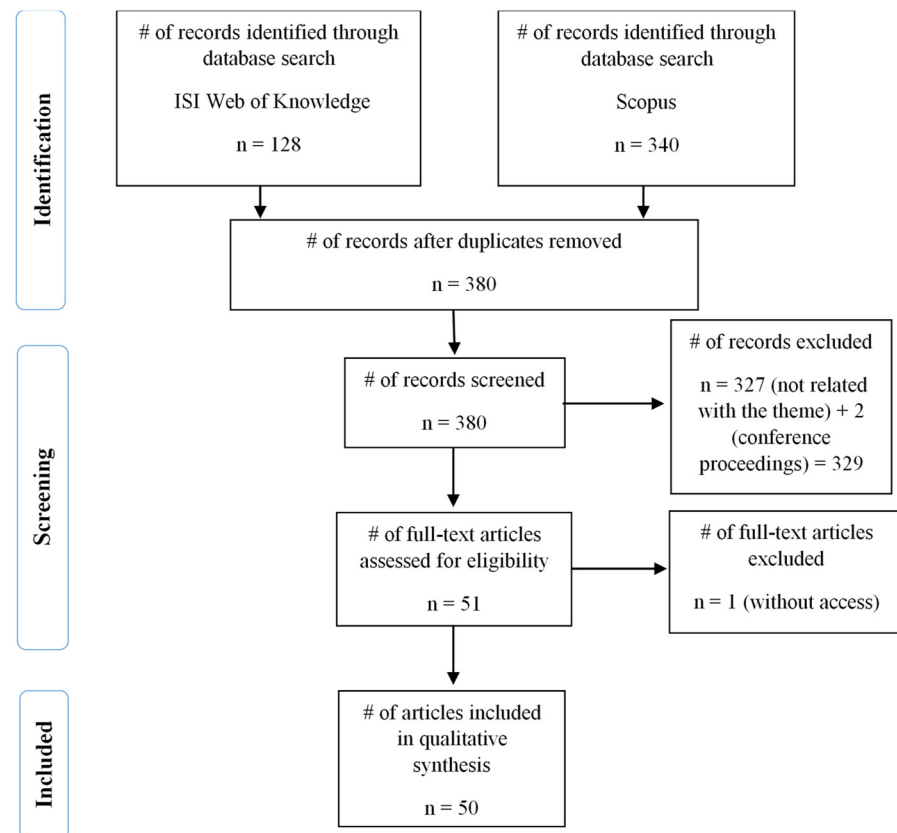 Identification
# of records identified through
database search
ISI Web of Knowledge
n = 128
# of records identified through
database search
Scopus
n = 340
# of records after duplicates removed
n = 380
Screening
# of records screened
n = 380
# of records excluded
n = 327 (not related
with the theme) + 2
(conference
proceedings) = 329
# of full-text articles
assessed for eligibility
n = 51
# of full-text articles
excluded
n = 1 (without access)
Included
# of articles included
in qualitative
synthesis
n = 50